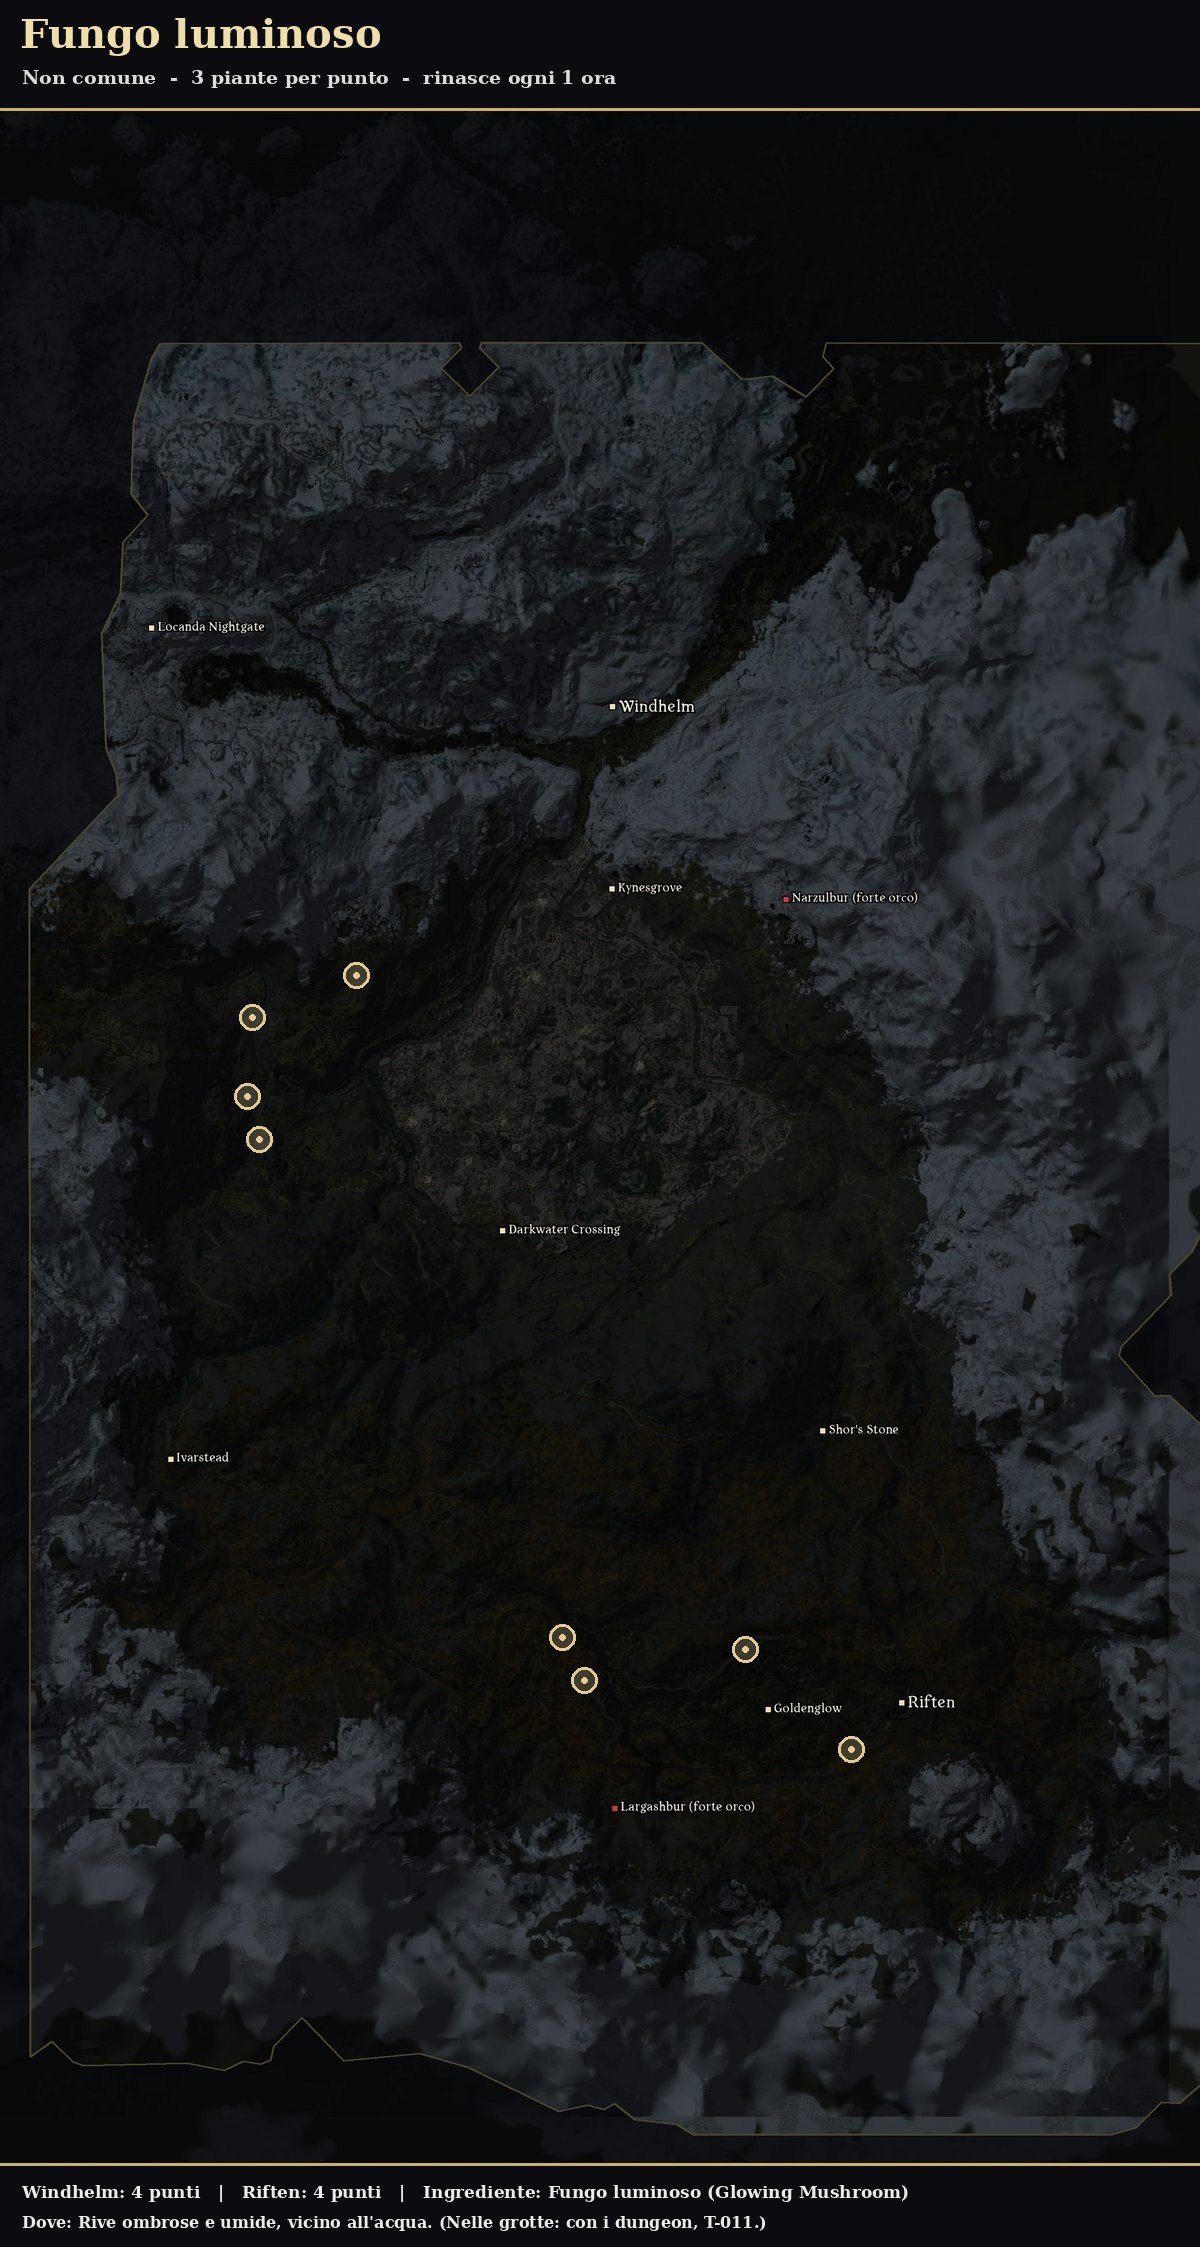 Fungo luminoso
Non comune - 3 piante per punto - rinasce ogni 1 ora
Locanda Nightgate
Windhelm
Kynesgrove
Narzulbur (forte orco)
Darkwater Crossing
Shor's Stone
Ivarstead
Riften
Goldenglow
Largashbur (forte orco)
Windhelm: 4 punti | Riften: 4 punti | Ingrediente: Fungo luminoso (Glowing Mushroom)
Dove: Rive ombrose e umide, vicino all'acqua. (Nelle grotte: con i dungeon, T-011.)